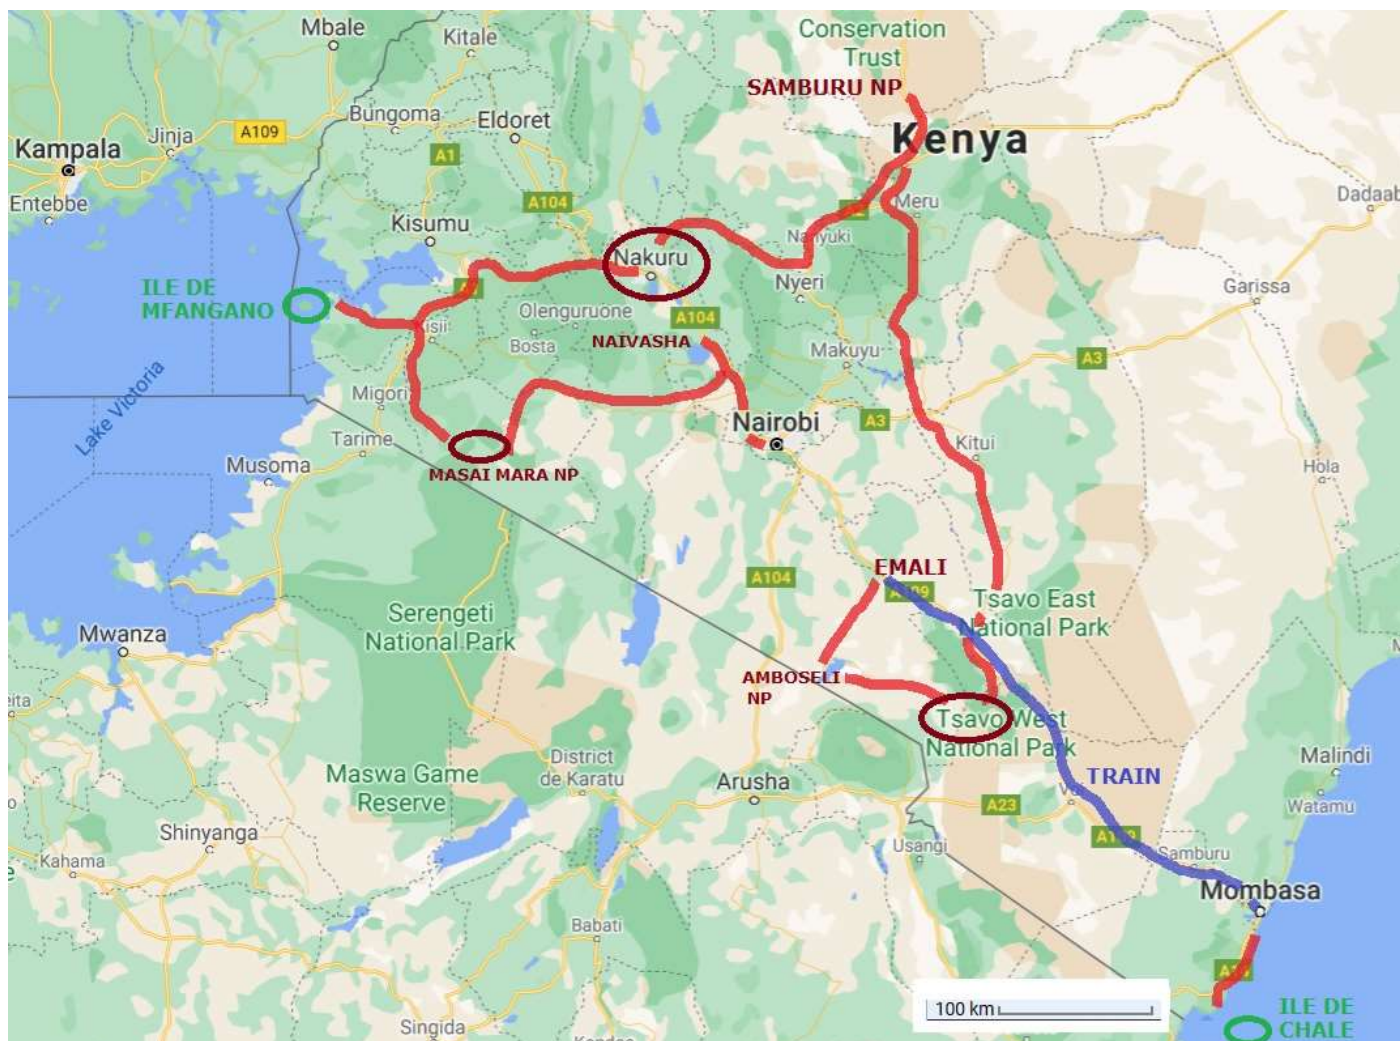 Mbale
Kitale
Conservation
Trust
SAMBURU NP
Bungoma
Eldoret
Jinja
A109
Kenya
Kampala
A1
Dadaab
Entebbe
A104
Meru
Kisumu
Nanyuki
Nakuru
ILE DE
MFANGANO
Nyeri
Garissa
Olenguruone
A104
Kisii
NAIVASHA
Bosta
Makuyu
A3
Lake Victoria
Migori
Nairobi
A3
Tarime
Kitui
Musoma
MASAI MARA NP
Hola
EMALI
A104
A109
Serengeti
National Park
Tsavo East
National Park
Mwanza
AMBOSELI
NP
Tsavo West
National Park
District
de Karatu
Malindi
Maswa Game
Reserve
Arusha
TRAIN
A23
Watamu
Shinyanga
Usangi
Samburu
Kahama
Mombasa
Babati
100 km
ILE DE
CHALE
Singida